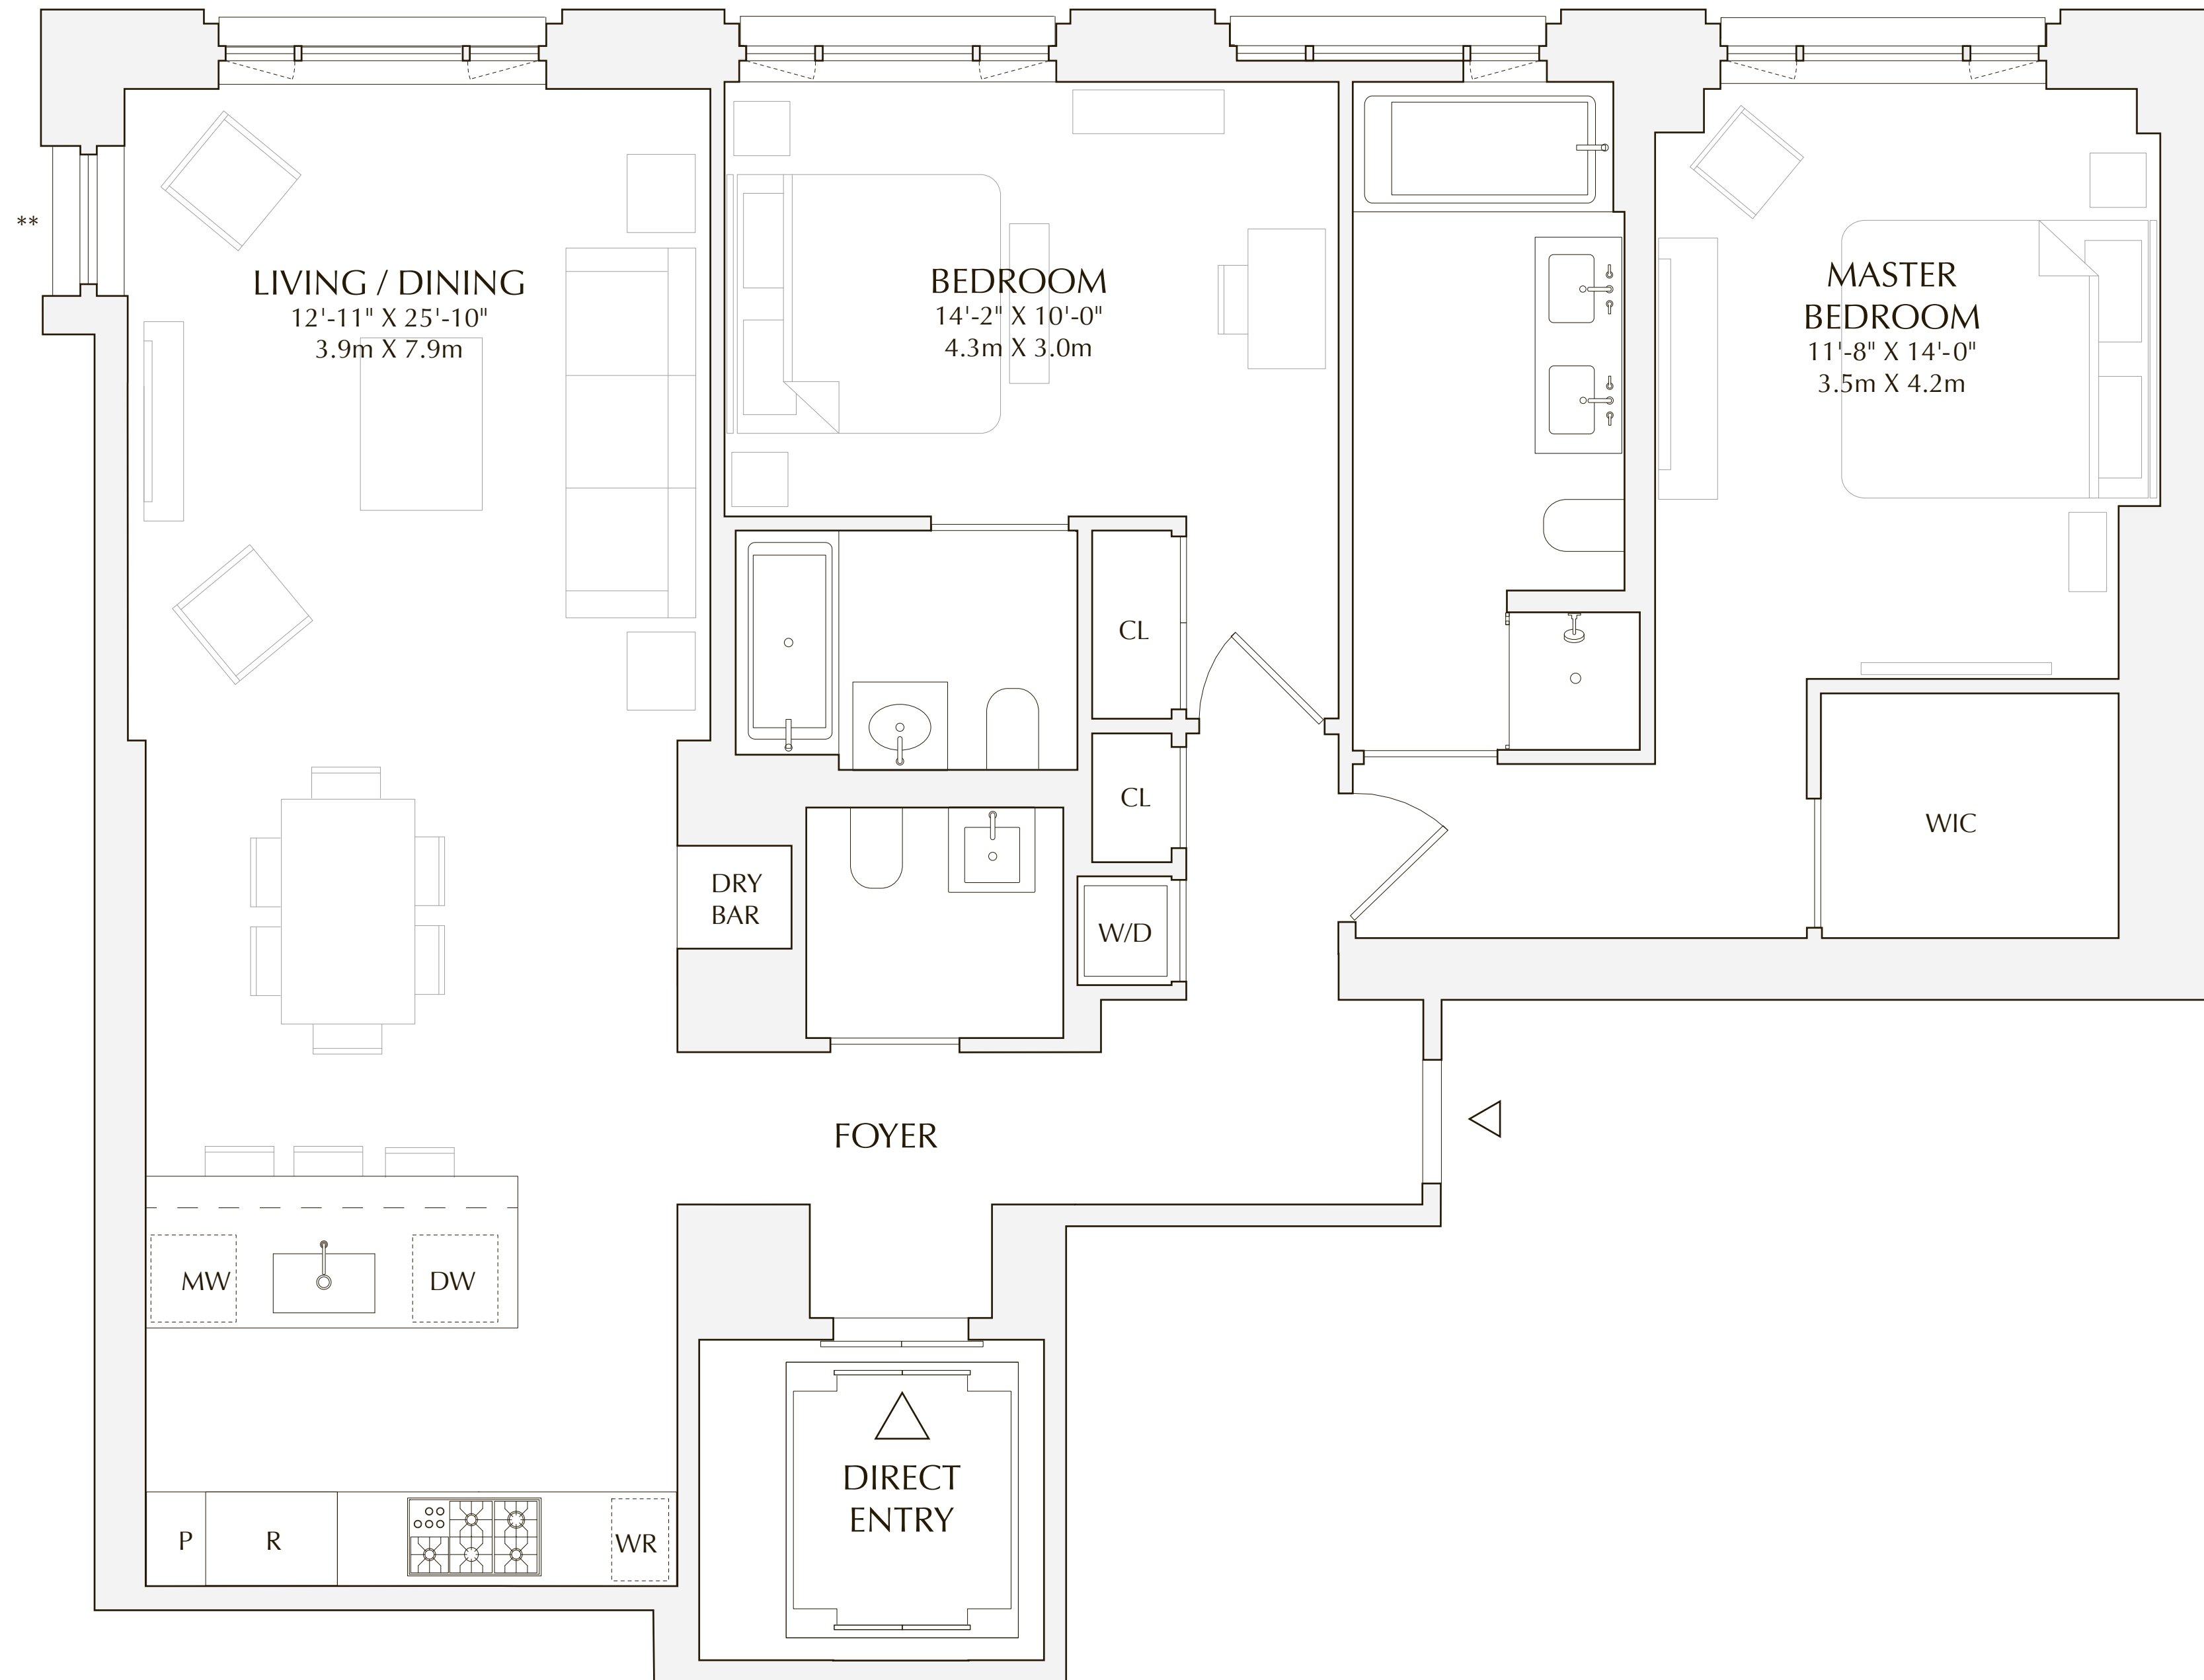 **
LIVING / DINING
12'-11" X 25'-10"
3.9m X 7.9m
BEDROOM
14'-2" X 10'-0"
4.3m X 3.0m
MASTER
BEDROOM
11'-8" X 14'-0"
3.5m X 4.2m
CL
CL
WIC
DRY
BAR
W/D
FOYER
MW
DW
DIRECT
ENTRY
P
R
WR